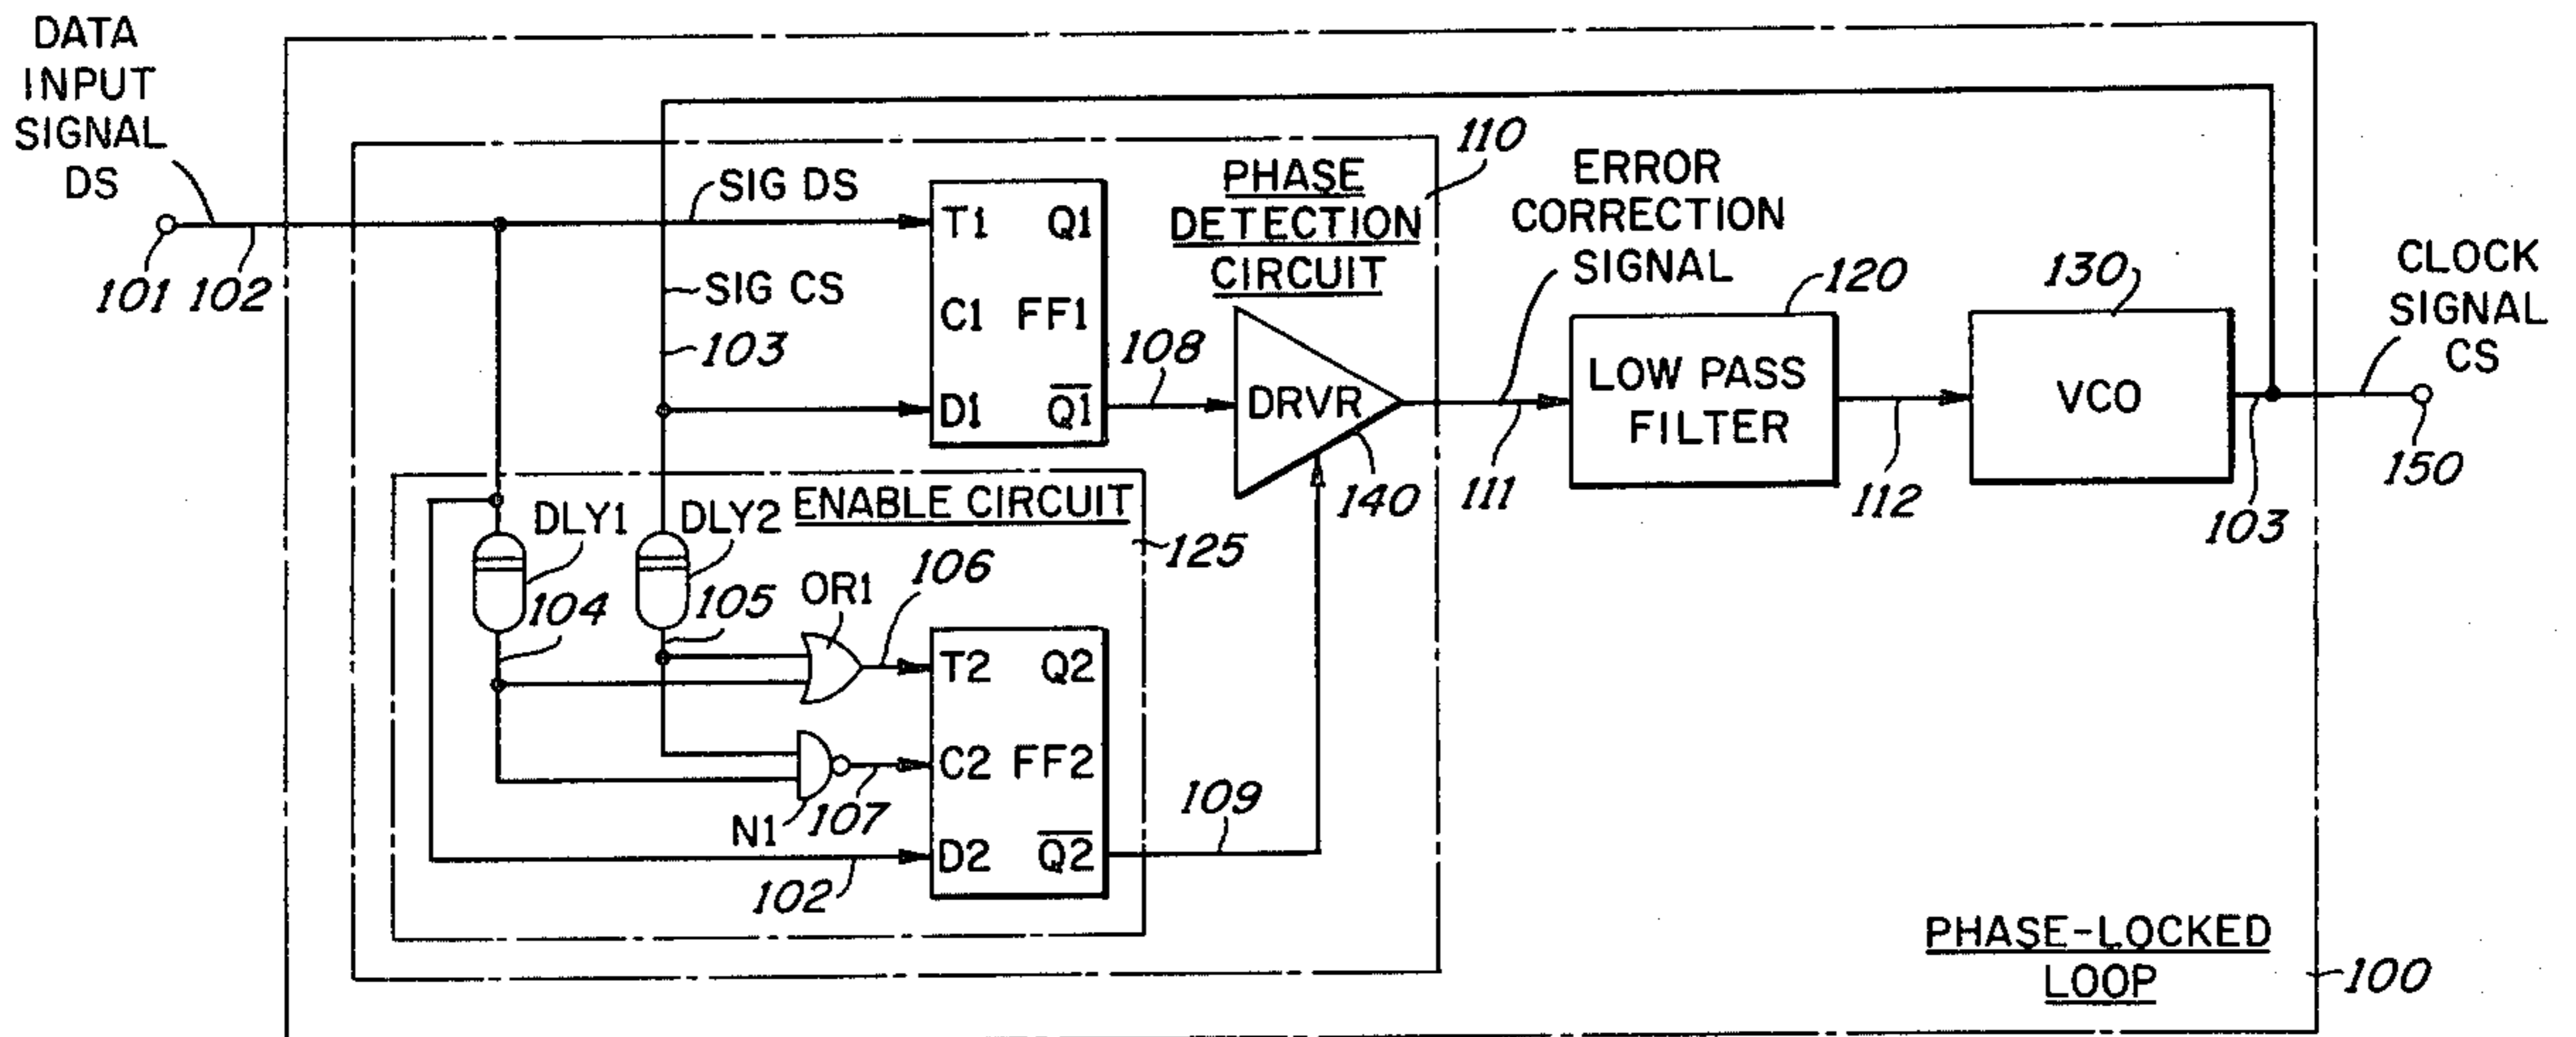 DATA
INPUT
SIGNAL
DS
101
102
SIG DS
SIG CS
103
T1 Q1
C1 FF1
D1 Q̅1̅
PHASE
DETECTION
CIRCUIT
110
108
DRVR
140
ERROR
CORRECTION
SIGNAL
111
120
LOW PASS
FILTER
112
130
VCO
103
CLOCK
SIGNAL
CS
150
ENABLE CIRCUIT
125
DLY1
DLY2
104
105
OR1
106
N1
107
102
T2 Q2
C2 FF2
D2 Q̅2̅
109
PHASE-LOCKED
LOOP
100